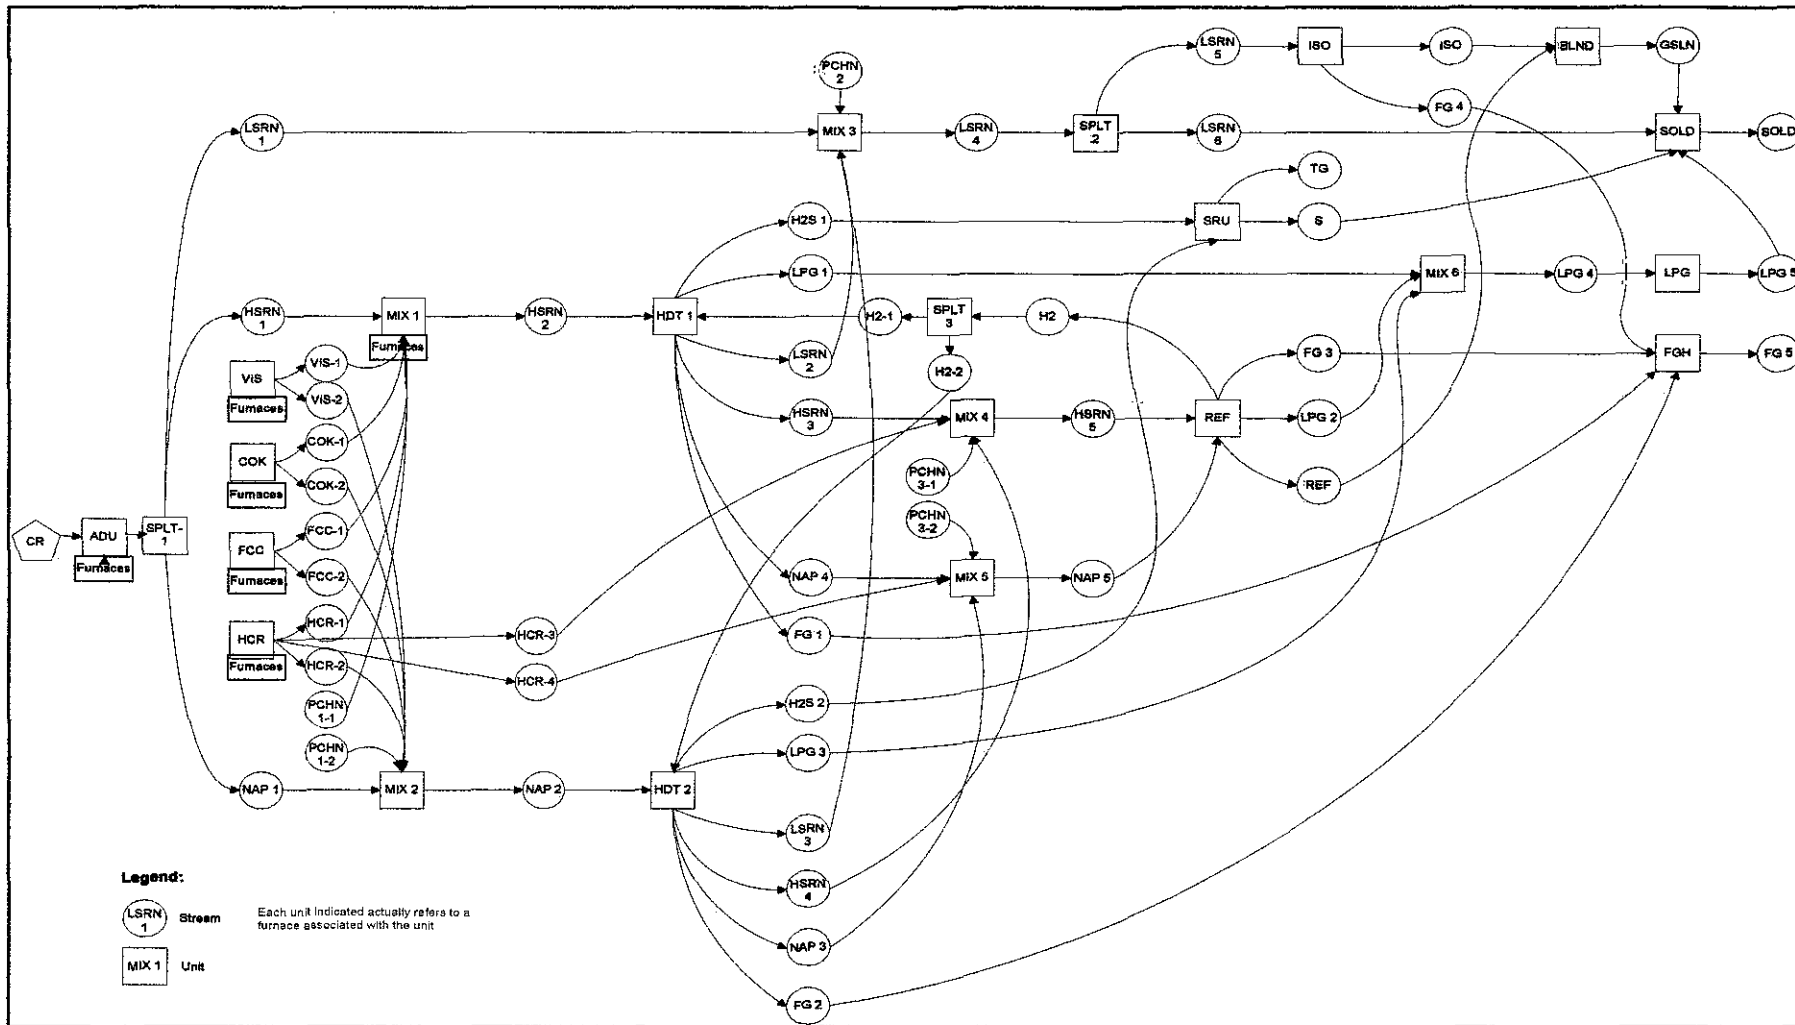 LSRN
5
ISO
ISO
BLND
GSLN
PCHN
2
FG 4
LSRN
1
MIX 3
LSRN
4
SPLT
2
LSRN
6
SOLD
SOLD
TG
H2S 1
SRU
S
LPG 1
MIX 6
LPG 4
LPG
LPG 5
HSRN
1
MIX 1
Furnaces
HSRN
2
HDT 1
H2-1
SPLT
3
H2
LSRN
2
H2-2
FG 3
FGH
FG 5
VIS
Furnaces
VIS-1
VIS-2
HSRN
3
MIX 4
HSRN
5
REF
LPG 2
COK
Furnaces
COK-1
COK-2
PCHN
3-1
REF
PCHN
3-2
CR
ADU
Furnaces
SPLT-
1
FCC
Furnaces
FCC-1
FCC-2
NAP 4
MIX 5
NAP 5
HCR
Furnaces
HCR-1
HCR-2
HCR-3
HCR-4
FG 1
PCHN
1-1
H2S 2
PCHN
1-2
LPG 3
NAP 1
MIX 2
NAP 2
HDT 2
LSRN
3
HSRN
4
NAP 3
FG 2
Legend:
LSRN
1
Stream
Each unit indicated actually refers to a
furnace associated with the unit
MIX 1
Unit